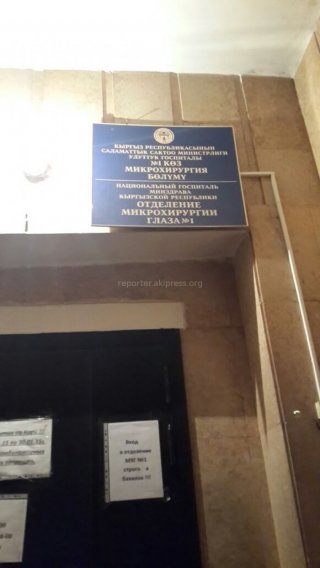 КЫРГЫЗ РЕСПУБЛИКАСЫНЫН
САЛАМАТТЫК САКТОО МИНИСТРЛИГИ
УЛУТТУК ГОСПИТАЛЫ
№1 КӨЗ
МИКРОХИРУРГИЯ
БӨЛҮМҮ
НАЦИОНАЛЬНЫЙ ГОСПИТАЛЬ
МИНЗДРАВА
КЫРГЫЗСКОЙ РЕСПУБЛИКИ
ОТДЕЛЕНИЕ
МИКРОХИРУРГИИ
ГЛАЗА №1
reporter.akipress.org
Вход
в отделение
МХГ №1
строго в
бахилах !!!